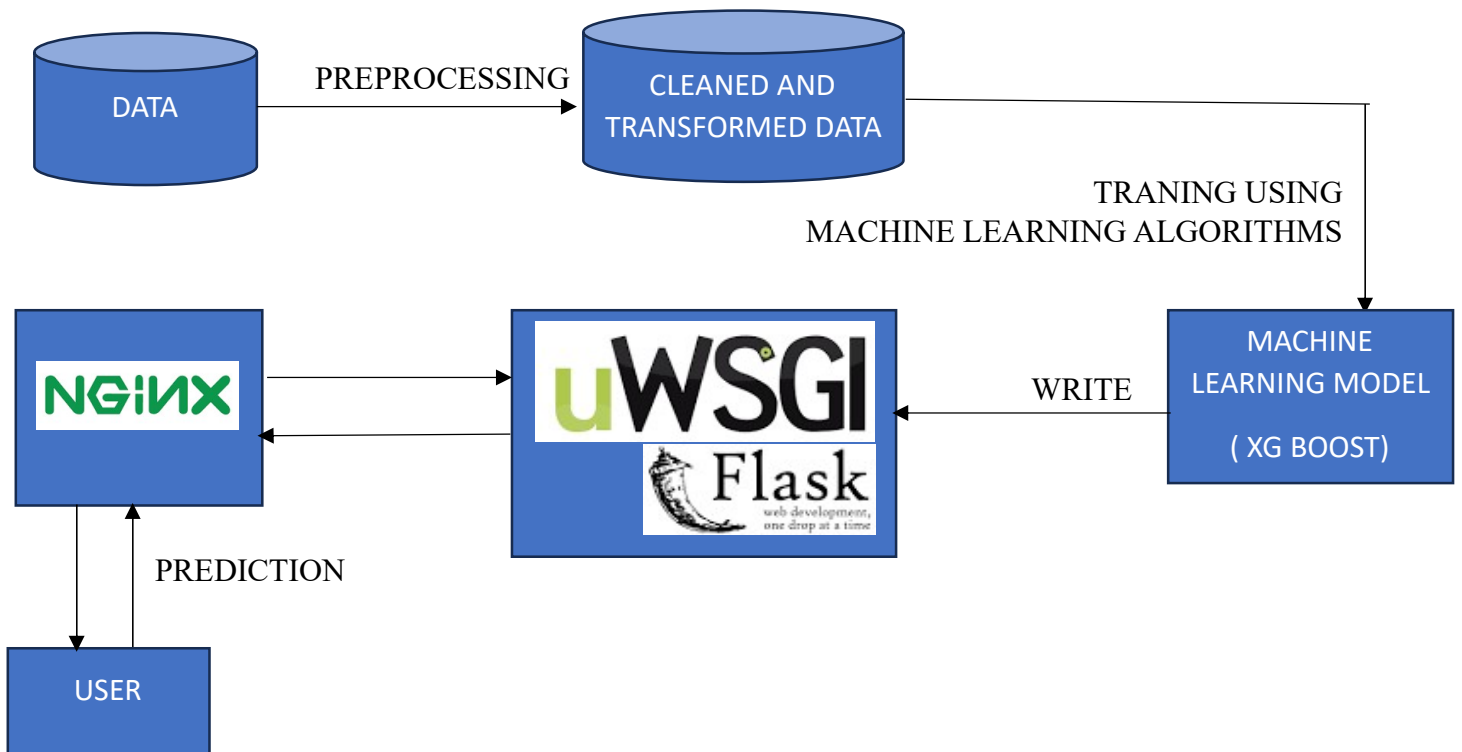 DATA
PREPROCESSING
CLEANED AND
TRANSFORMED DATA
TRANING USING
MACHINE LEARNING ALGORITHMS
NGINX
uWSGI
Flask
web development,
one drop at a time
WRITE
MACHINE
LEARNING MODEL
( XG BOOST)
PREDICTION
USER